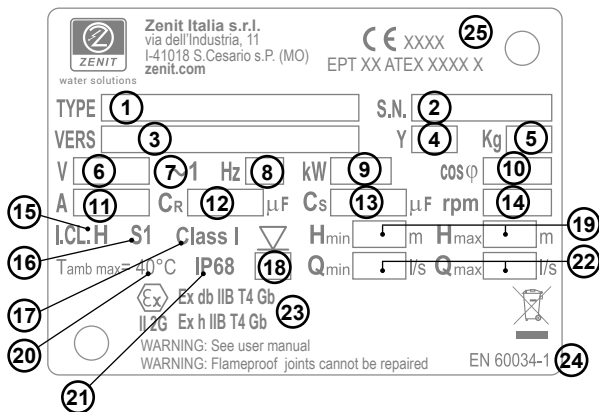 Zenit Italia s.r.l.
via dell'Industria, 11
I-41018 S.Cesario s.P. (MO)
zenit.com
Z
ZENIT
water solutions
CE XXXX 25
EPT XX ATEX XXXX X
TYPE 1 S.N. 2
VERS 3 Y 4 Kg 5
V 6 7 ~1 Hz 8 kW 9 cosφ 10
A 11 CR 12 μF CS 13 μF rpm 14
15 I.CL. H S1 Class I Hmin m Hmax m 19
16
Tamb max= 40°C IP68 18 Qmin l/s Qmax l/s 22
17
Ex Ex db IIB T4 Gb 23
II 2G Ex h IIB T4 Gb
20
WARNING: See user manual
WARNING: Flameproof joints cannot be repaired EN 60034-1 24
21